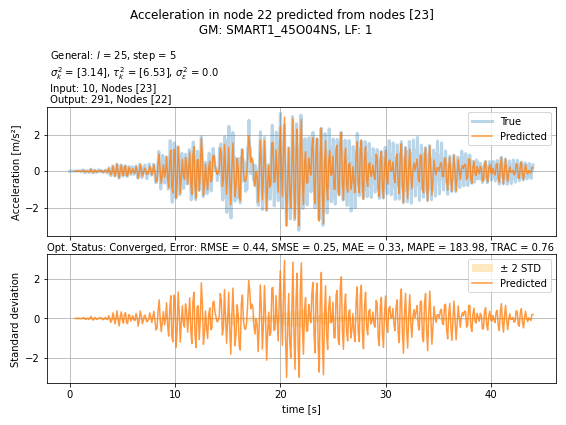 Acceleration in node 22 predicted from nodes [23]
GM: SMART1_45O04NS, LF: 1
General: l = 25, step = 5
σ²ₖ = [3.14], τ²ₖ = [6.53], σ²ε = 0.0
Input: 10, Nodes [23]
Output: 291, Nodes [22]
Acceleration [m/s²]
2
0
−2
True
Predicted
Opt. Status: Converged, Error: RMSE = 0.44, SMSE = 0.25, MAE = 0.33, MAPE = 183.98, TRAC = 0.76
Standard deviation
2
0
−2
± 2 STD
Predicted
0 10 20 30 40
time [s]